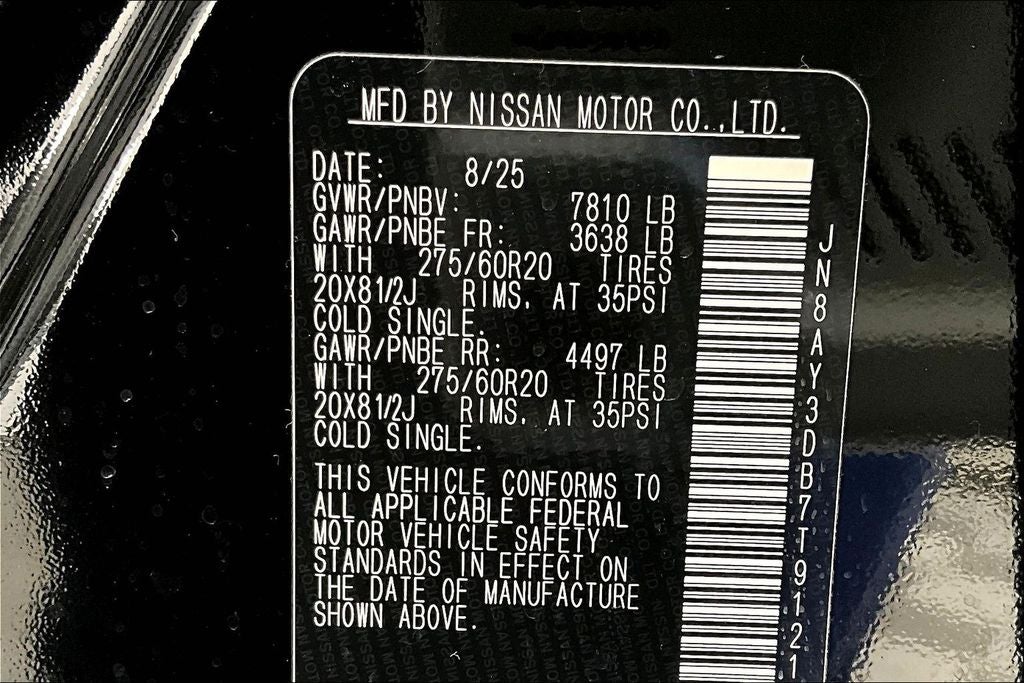 MFD BY NISSAN MOTOR CO.,LTD.
DATE: 8/25
GVWR/PNBV: 7810 LB
GAWR/PNBE FR: 3638 LB
WITH 275/60R20 TIRES
20X81/2J RIMS, AT 35PSI
COLD SINGLE.
GAWR/PNBE RR: 4497 LB
WITH 275/60R20 TIRES
20X81/2J RIMS, AT 35PSI
COLD SINGLE.
THIS VEHICLE CONFORMS TO
ALL APPLICABLE FEDERAL
MOTOR VEHICLE SAFETY
STANDARDS IN EFFECT ON
THE DATE OF MANUFACTURE
SHOWN ABOVE.
JN8AY3DB7T9121